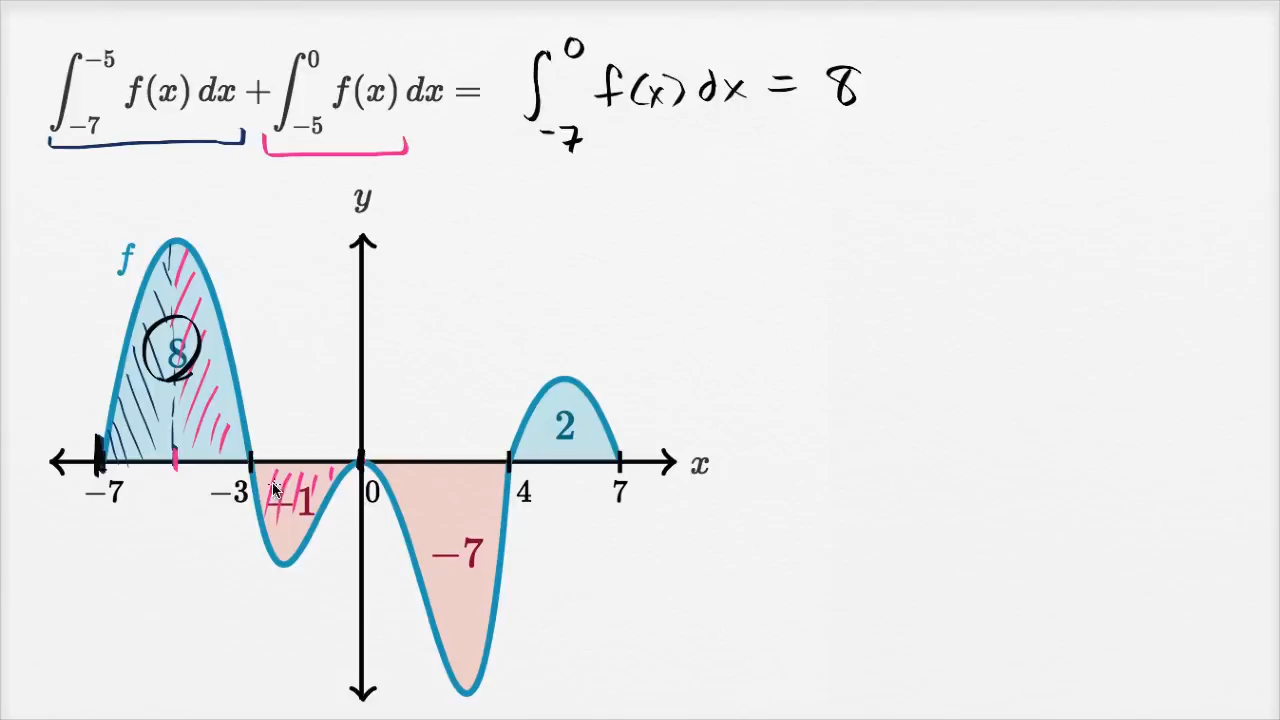 ∫_{-7}^{-5} f(x) dx + ∫_{-5}^{0} f(x) dx = ∫_{-7}^{0} f(x) dx = 8
y
f
8
2
-7 -3 0 4 7 x
-1
-7